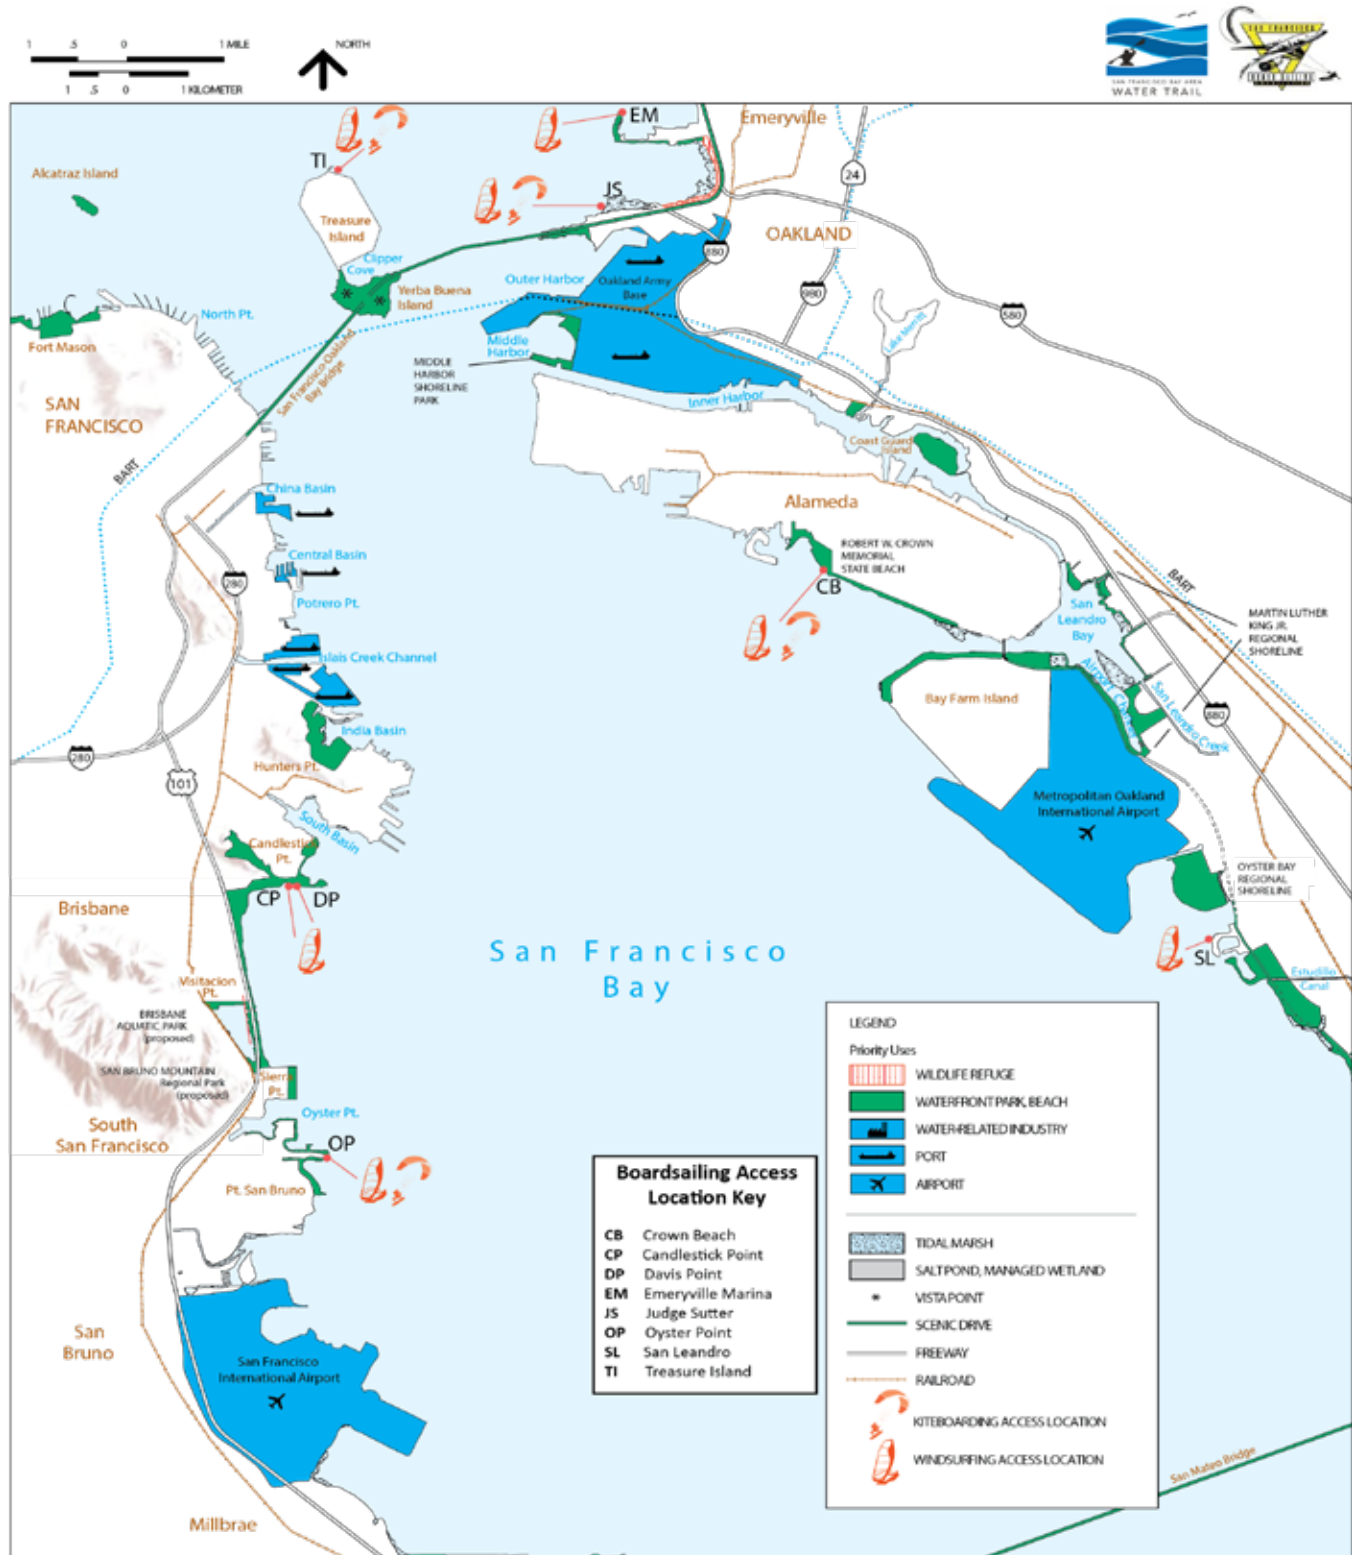 1 .5 0 1 MILE
1 .5 0 1 KILOMETER
NORTH
SAN FRANCISCO BAY AREA
WATER TRAIL
SAN FRANCISCO
EM
Emeryville
TI
Alcatraz Island
24
JS
Treasure
Island
OAKLAND
880
Clipper
Cove
Outer Harbor
Oakland Army
Base
Yerba Buena
Island
980
580
North Pt.
Lake Merritt
Fort Mason
Middle
Harbor
San Francisco-Oakland
Bay Bridge
MIDDLE
HARBOR
SHORELINE
PARK
SAN
FRANCISCO
Inner Harbor
Coast Guard
Island
BART
China Basin
Alameda
Central Basin
ROBERT W. CROWN
MEMORIAL
STATE BEACH
CB
BART
280
Potrero Pt.
San
Leandro
Bay
MARTIN LUTHER
KING JR.
REGIONAL
SHORELINE
Islais Creek Channel
Airport Channel
San Leandro Creek
Bay Farm Island
880
India Basin
280
Hunters Pt.
101
Metropolitan Oakland
International Airport
South Basin
Candlestick
Pt.
CP
DP
OYSTER BAY
REGIONAL
SHORELINE
Brisbane
San Francisco
Bay
SL
Estudillo
Canal
Visitacion
Pt.
BRISBANE
AQUATIC PARK
(proposed)
SAN BRUNO MOUNTAIN
Regional Park
(proposed)
Sierra
Pt.
South
San Francisco
Oyster Pt.
OP
Pt. San Bruno
LEGEND
Priority Uses
WILDLIFE REFUGE
WATERFRONT PARK, BEACH
WATER-RELATED INDUSTRY
PORT
AIRPORT
TIDAL MARSH
SALT POND, MANAGED WETLAND
VISTA POINT
SCENIC DRIVE
FREEWAY
RAILROAD
KITEBOARDING ACCESS LOCATION
WINDSURFING ACCESS LOCATION
Boardsailing Access
Location Key
CB Crown Beach
CP Candlestick Point
DP Davis Point
EM Emeryville Marina
JS Judge Sutter
OP Oyster Point
SL San Leandro
TI Treasure Island
San
Bruno
San Francisco
International Airport
San Mateo Bridge
Millbrae